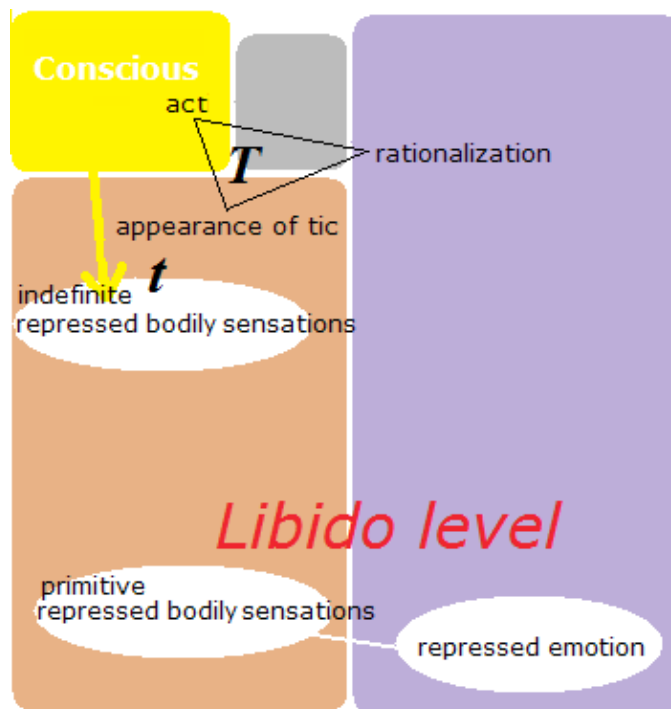 Conscious
act
T
rationalization
appearance of tic
t
indefinite
repressed bodily sensations
Libido level
primitive
repressed bodily sensations
repressed emotion